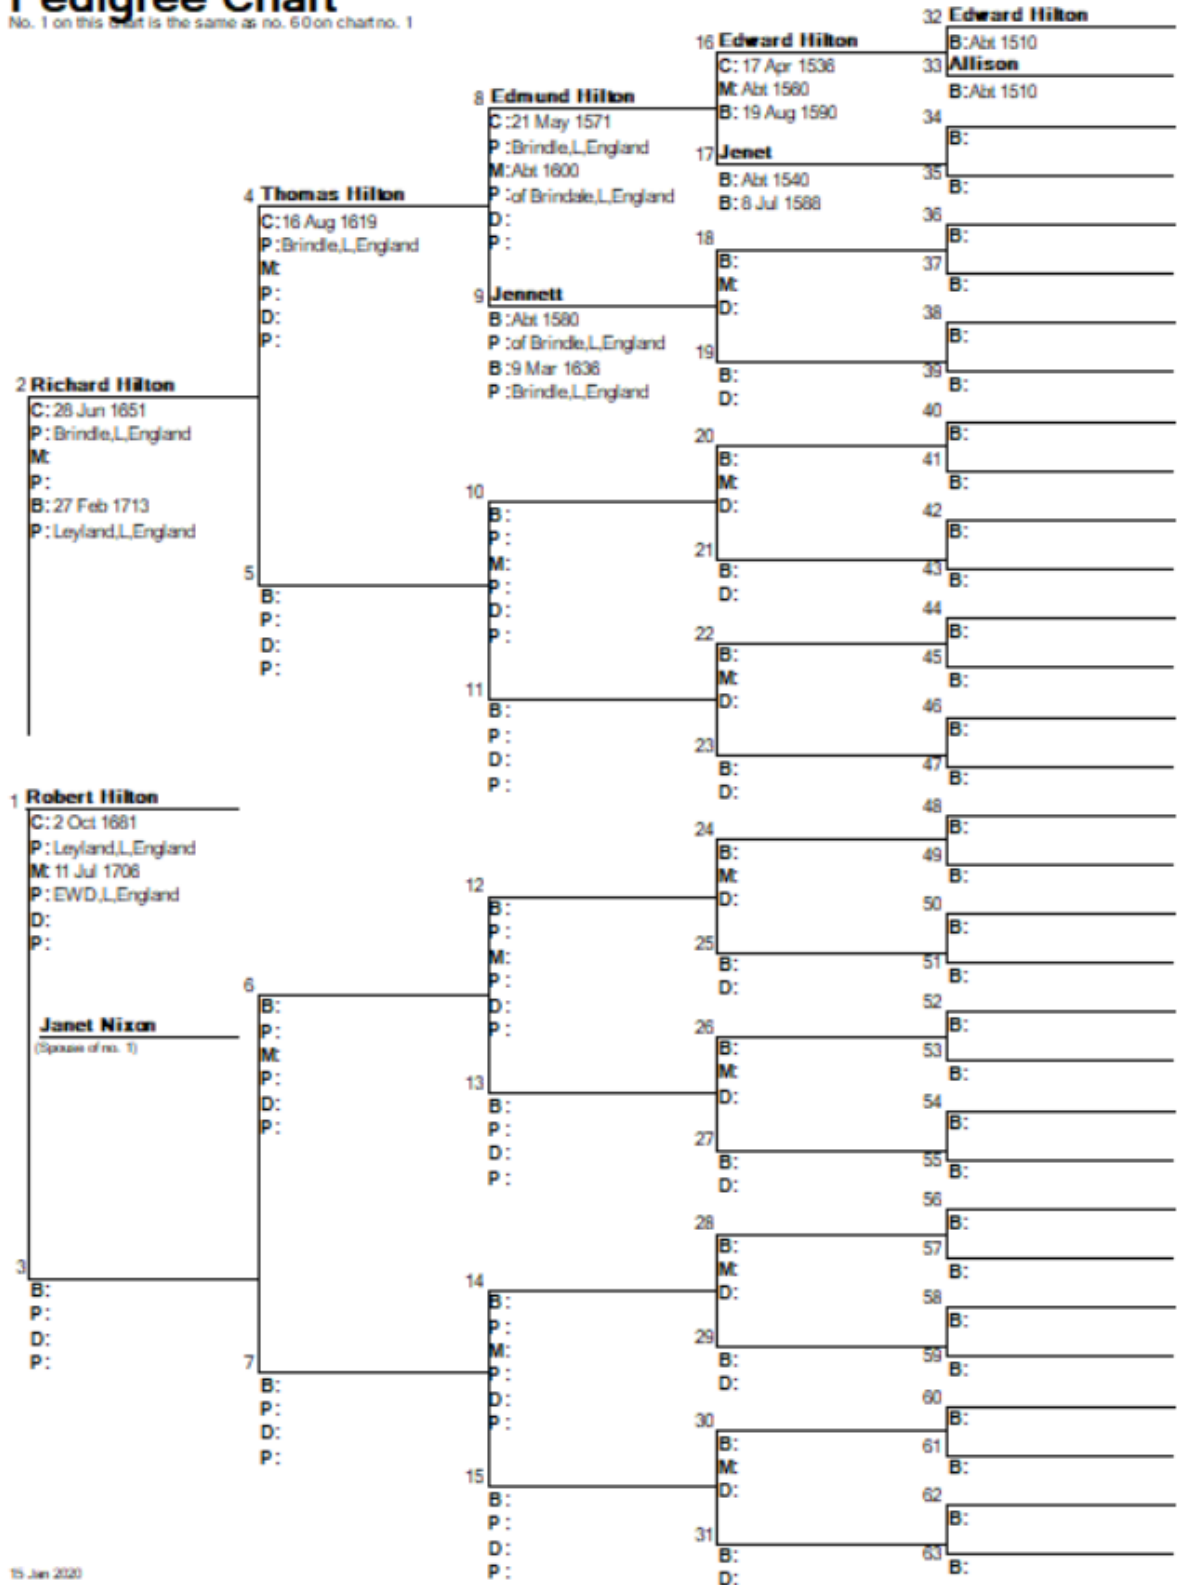 Pedigree Chart
No. 1 on this chart is the same as no. 60 on chart no. 1
2 Richard Hilton
C: 28 Jun 1651
P: Brindle,L,England
M:
P:
B: 27 Feb 1713
P: Leyland,L,England
1 Robert Hilton
C: 2 Oct 1681
P: Leyland,L,England
M: 11 Jul 1706
P: EWD,L,England
D:
P:
Janet Nixon
(Spouse of no. 1)
3
B:
P:
D:
P:
15 Jan 2020
4 Thomas Hilton
C: 16 Aug 1619
P: Brindle,L,England
M:
P:
D:
P:
5
B:
P:
D:
P:
6
B:
P:
M:
P:
D:
P:
7
B:
P:
D:
P:
8 Edmund Hilton
C: 21 May 1571
P: Brindle,L,England
M: Abt 1600
P: of Brindale,L,England
D:
P:
9 Jennett
B: Abt 1580
P: of Brindle,L,England
B: 9 Mar 1636
P: Brindle,L,England
10
B:
P:
M:
P:
D:
P:
11
B:
P:
D:
P:
12
B:
P:
M:
P:
D:
P:
13
B:
P:
D:
P:
14
B:
P:
M:
P:
D:
P:
15
B:
P:
D:
P:
16 Edward Hilton
C: 17 Apr 1536
M: Abt 1560
B: 19 Aug 1590
17 Jenet
B: Abt 1540
B: 8 Jul 1588
18
B:
M:
D:
19
B:
D:
20
B:
M:
D:
21
B:
D:
22
B:
M:
D:
23
B:
D:
24
B:
M:
D:
25
B:
D:
26
B:
M:
D:
27
B:
D:
28
B:
M:
D:
29
B:
D:
30
B:
M:
D:
31
B:
D:
32 Edward Hilton
B: Abt 1510
33 Allison
B: Abt 1510
34
B:
35
B:
36
B:
37
B:
38
B:
39
B:
40
B:
41
B:
42
B:
43
B:
44
B:
45
B:
46
B:
47
B:
48
B:
49
B:
50
B:
51
B:
52
B:
53
B:
54
B:
55
B:
56
B:
57
B:
58
B:
59
B:
60
B:
61
B:
62
B:
63
B: